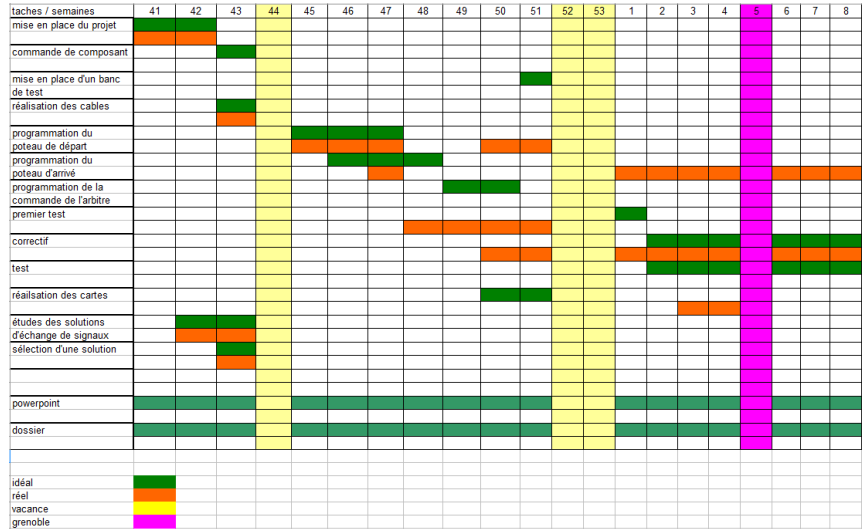 taches / semaines 41 42 43 44 45 46 47 48 49 50 51 52 53 1 2 3 4 5 6 7 8
mise en place du projet
commande de composant
mise en place d'un banc
de test
réalisation des cables
programmation du
poteau de départ
programmation du
poteau d'arrivé
programmation de la
commande de l'arbitre
premier test
correctif
test
réailsation des cartes
études des solutions
d'échange de signaux
sélection d'une solution
powerpoint
dossier
idéal
réel
vacance
grenoble